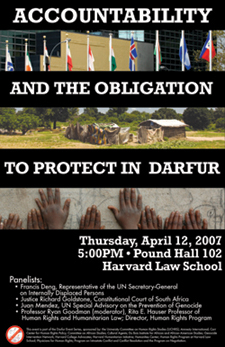 ACCOUNTABILITY
AND THE OBLIGATION
TO PROTECT IN DARFUR
Thursday, April 12, 2007
5:00PM • Pound Hall 102
Harvard Law School
Panelists:
• Francis Deng, Representative of the UN Secretary-General
on Internally Displaced Persons
• Justice Richard Goldstone, Constitutional Court of South Africa
• Juan Mendez, UN Special Advisory on the Prevention of Genocide
• Professor Ryan Goodman (moderator), Rita E. Hauser Professor of
Human Rights and Humanitarian Law; Director, Human Rights Program